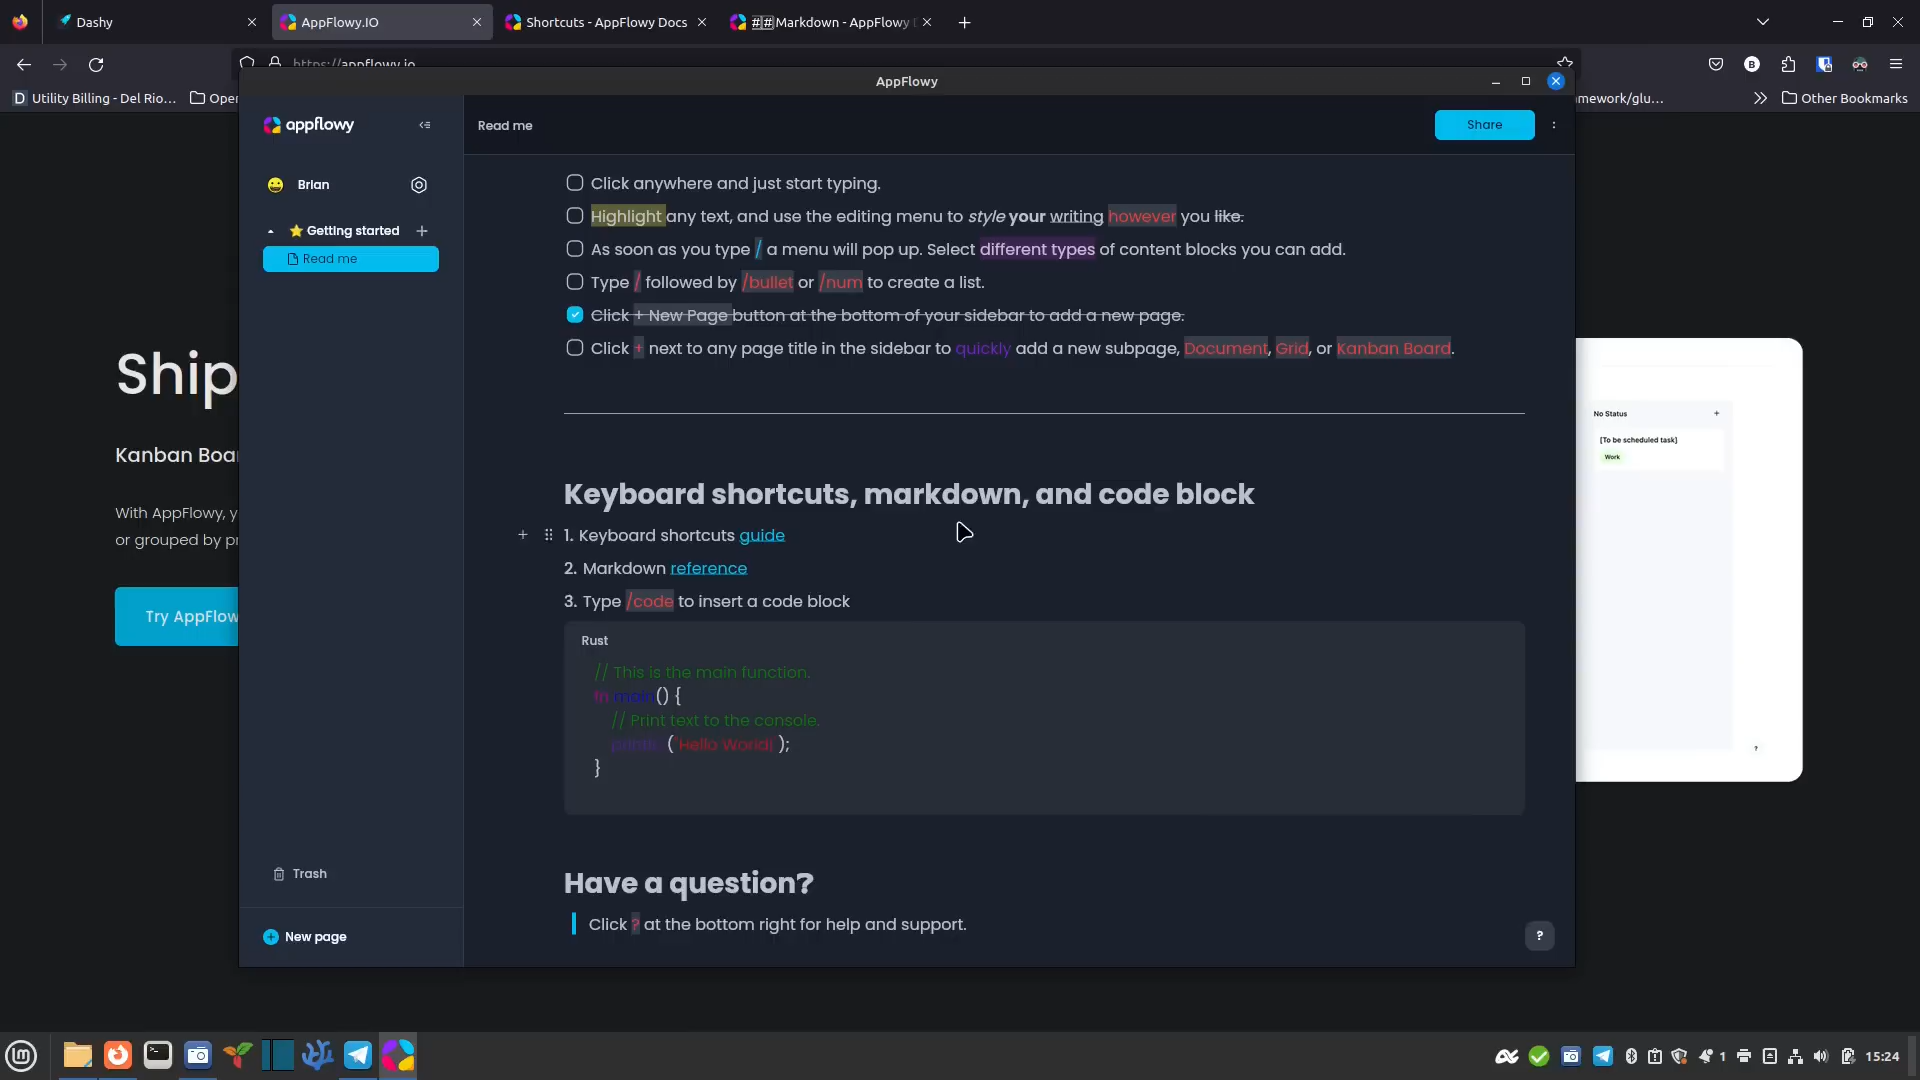 Dashy
AppFlowy.IO
Shortcuts - AppFlowy Docs
##Markdown - AppFlowy
https://appflowy.io
Utility Billing - Del Rio...
Oper
mework/glu...
Other Bookmarks
AppFlowy
appflowy
Read me
Share
Brian
⭐ Getting started
Read me
Trash
New page
Click anywhere and just start typing.
Highlight any text, and use the editing menu to style your writing however you like.
As soon as you type / a menu will pop up. Select different types of content blocks you can add.
Type / followed by /bullet or /num to create a list.
Click + New Page button at the bottom of your sidebar to add a new page.
Click + next to any page title in the sidebar to quickly add a new subpage, Document, Grid, or Kanban Board.
Keyboard shortcuts, markdown, and code block
1. Keyboard shortcuts guide
2. Markdown reference
3. Type /code to insert a code block
Rust
// This is the main function.
fn main() {
// Print text to the console.
("Hello World!");
}
Have a question?
Click ? at the bottom right for help and support.
?
Ship
Kanban Boa
With AppFlowy, y
or grouped by p
Try AppFlow
No Status
+
[To be scheduled task]
Work
?
1
15:24